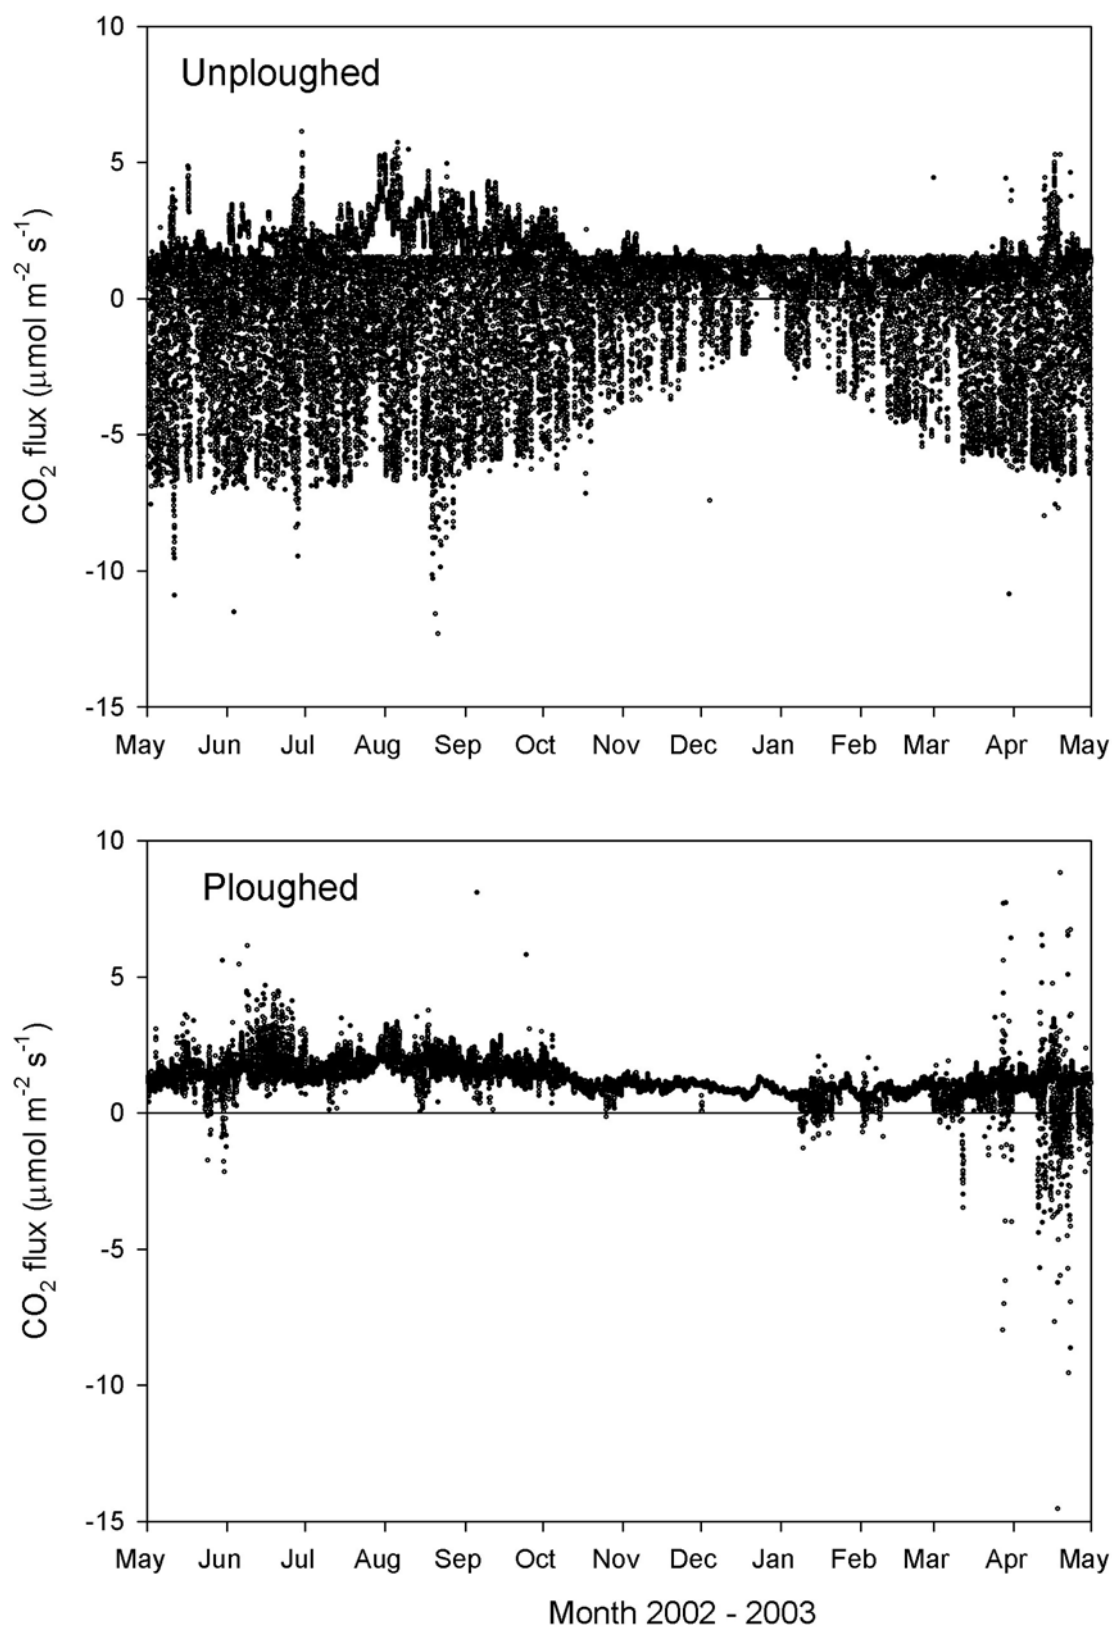 Unploughed
CO₂ flux (μmol m⁻² s⁻¹)
10
5
0
-5
-10
-15
May Jun Jul Aug Sep Oct Nov Dec Jan Feb Mar Apr May
Ploughed
CO₂ flux (μmol m⁻² s⁻¹)
10
5
0
-5
-10
-15
May Jun Jul Aug Sep Oct Nov Dec Jan Feb Mar Apr May
Month 2002 - 2003